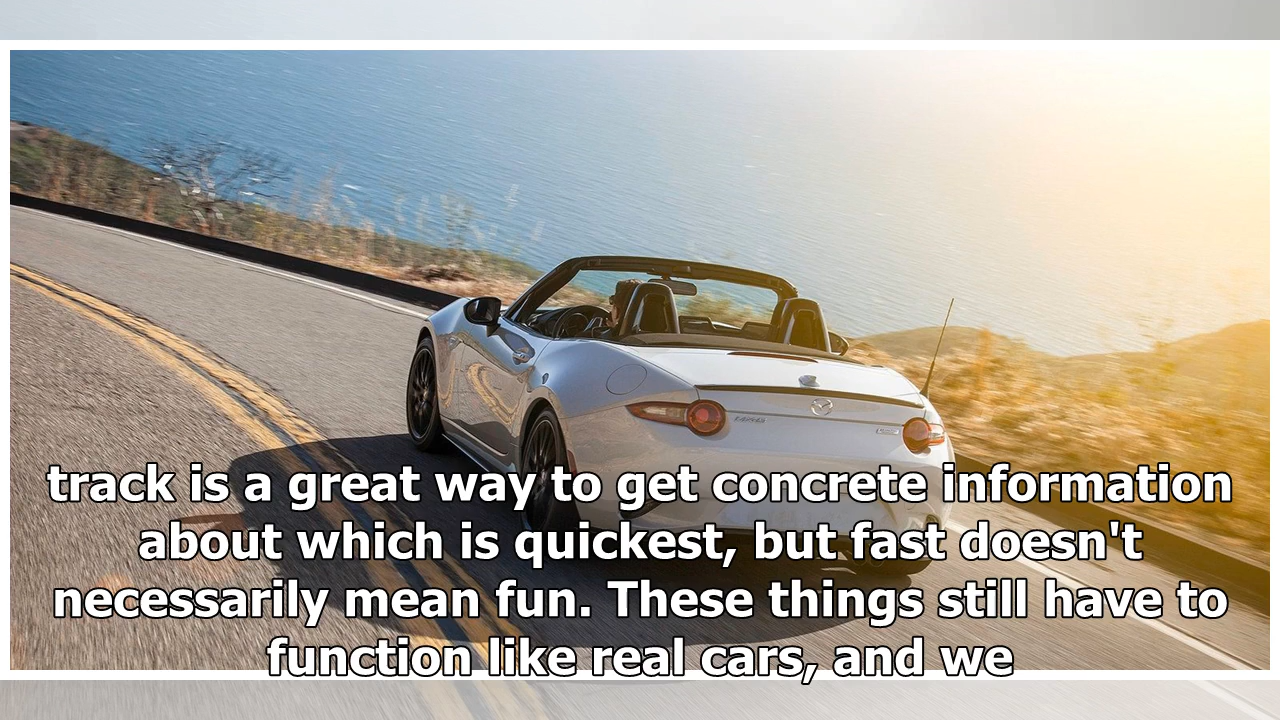 track is a great way to get concrete information
about which is quickest, but fast doesn't
necessarily mean fun. These things still have to
function like real cars, and we